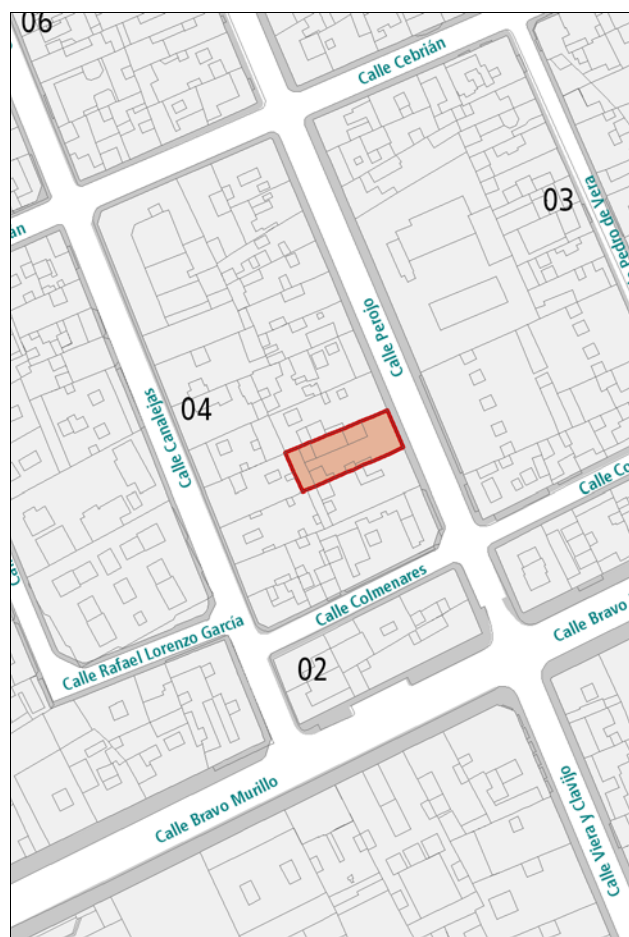 06
Calle Cebrián
03
Pedro de Vera
an
Calle Perojo
Calle Canalejas
04
Calle Co
Calle Colmenares
Calle Rafael Lorenzo García
Calle Bravo
02
Calle Bravo Murillo
Calle Viera y Clavijo